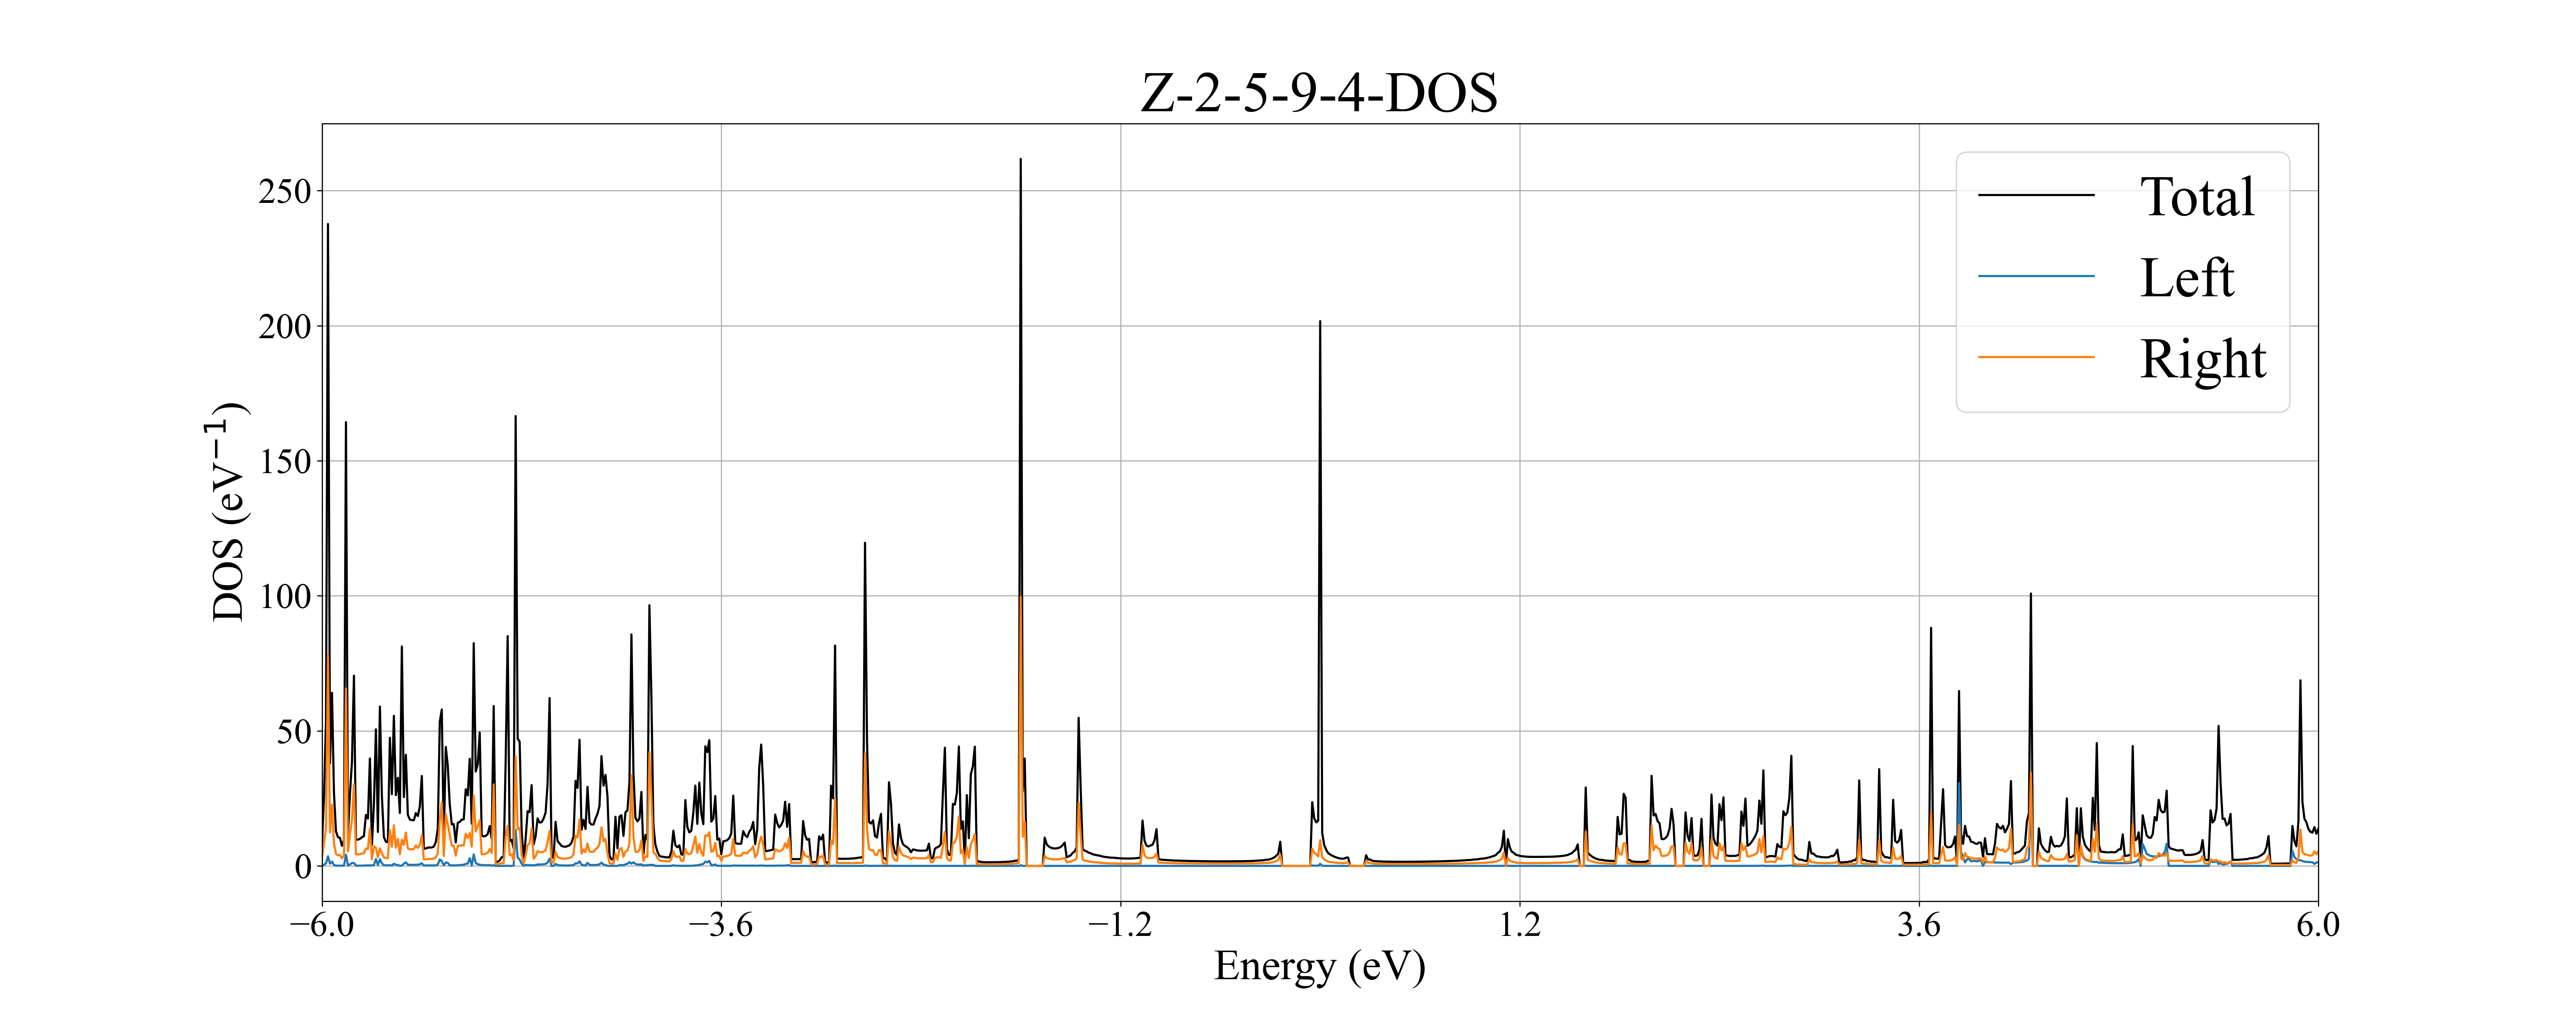 Z-2-5-9-4-DOS
250
200
150
100
50
0
DOS (eV⁻¹)
Total
Left
Right
−6.0 −3.6 −1.2 1.2 3.6 6.0
Energy (eV)